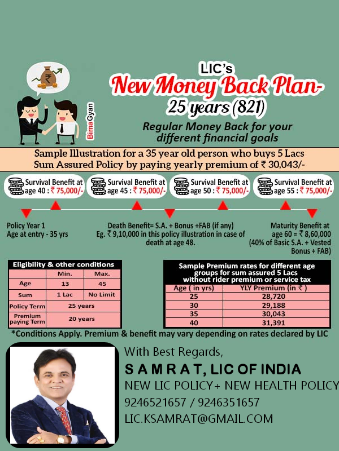 LIC's
New Money Back Plan-
25 years (821)
BimaGyan
Regular Money Back for your
different financial goals
Sample Illustration for a 35 year old person who buys 5 Lacs
Sum Assured Policy by paying yearly premium of ₹ 30,043/-
Survival Benefit at age 40 : ₹ 75,000/-
Survival Benefit at age 45 : ₹ 75,000/-
Survival Benefit at age 50 : ₹ 75,000/-
Survival Benefit at age 55 : ₹ 75,000/-
Policy Year 1
Age at entry - 35 yrs
Death Benefit= S.A. + Bonus +FAB (if any)
Eg. ₹ 9,10,000 in this policy illustration in case of
death at age 48.
Maturity Benefit at
age 60 = ₹ 8,60,000
(40% of Basic S.A. + Vested
Bonus + FAB)
Eligibility & other conditions
Min. Max.
Age 13 45
Sum 1 Lac No Limit
Policy Term 25 years
Premium paying Term 20 years
Sample Premium rates for different age
groups for sum assured 5 Lacs
without rider premium or service tax
Age ( in yrs) YLY Premium (in ₹ )
25 28,720
30 29,188
35 30,043
40 31,391
*Conditions Apply. Premium & benefit may vary depending on rates declared by LIC
With Best Regards,
S A M R A T, LIC OF INDIA
NEW LIC POLICY+ NEW HEALTH POLICY
9246521657 / 9246351657
LIC.KSAMRAT@GMAIL.COM